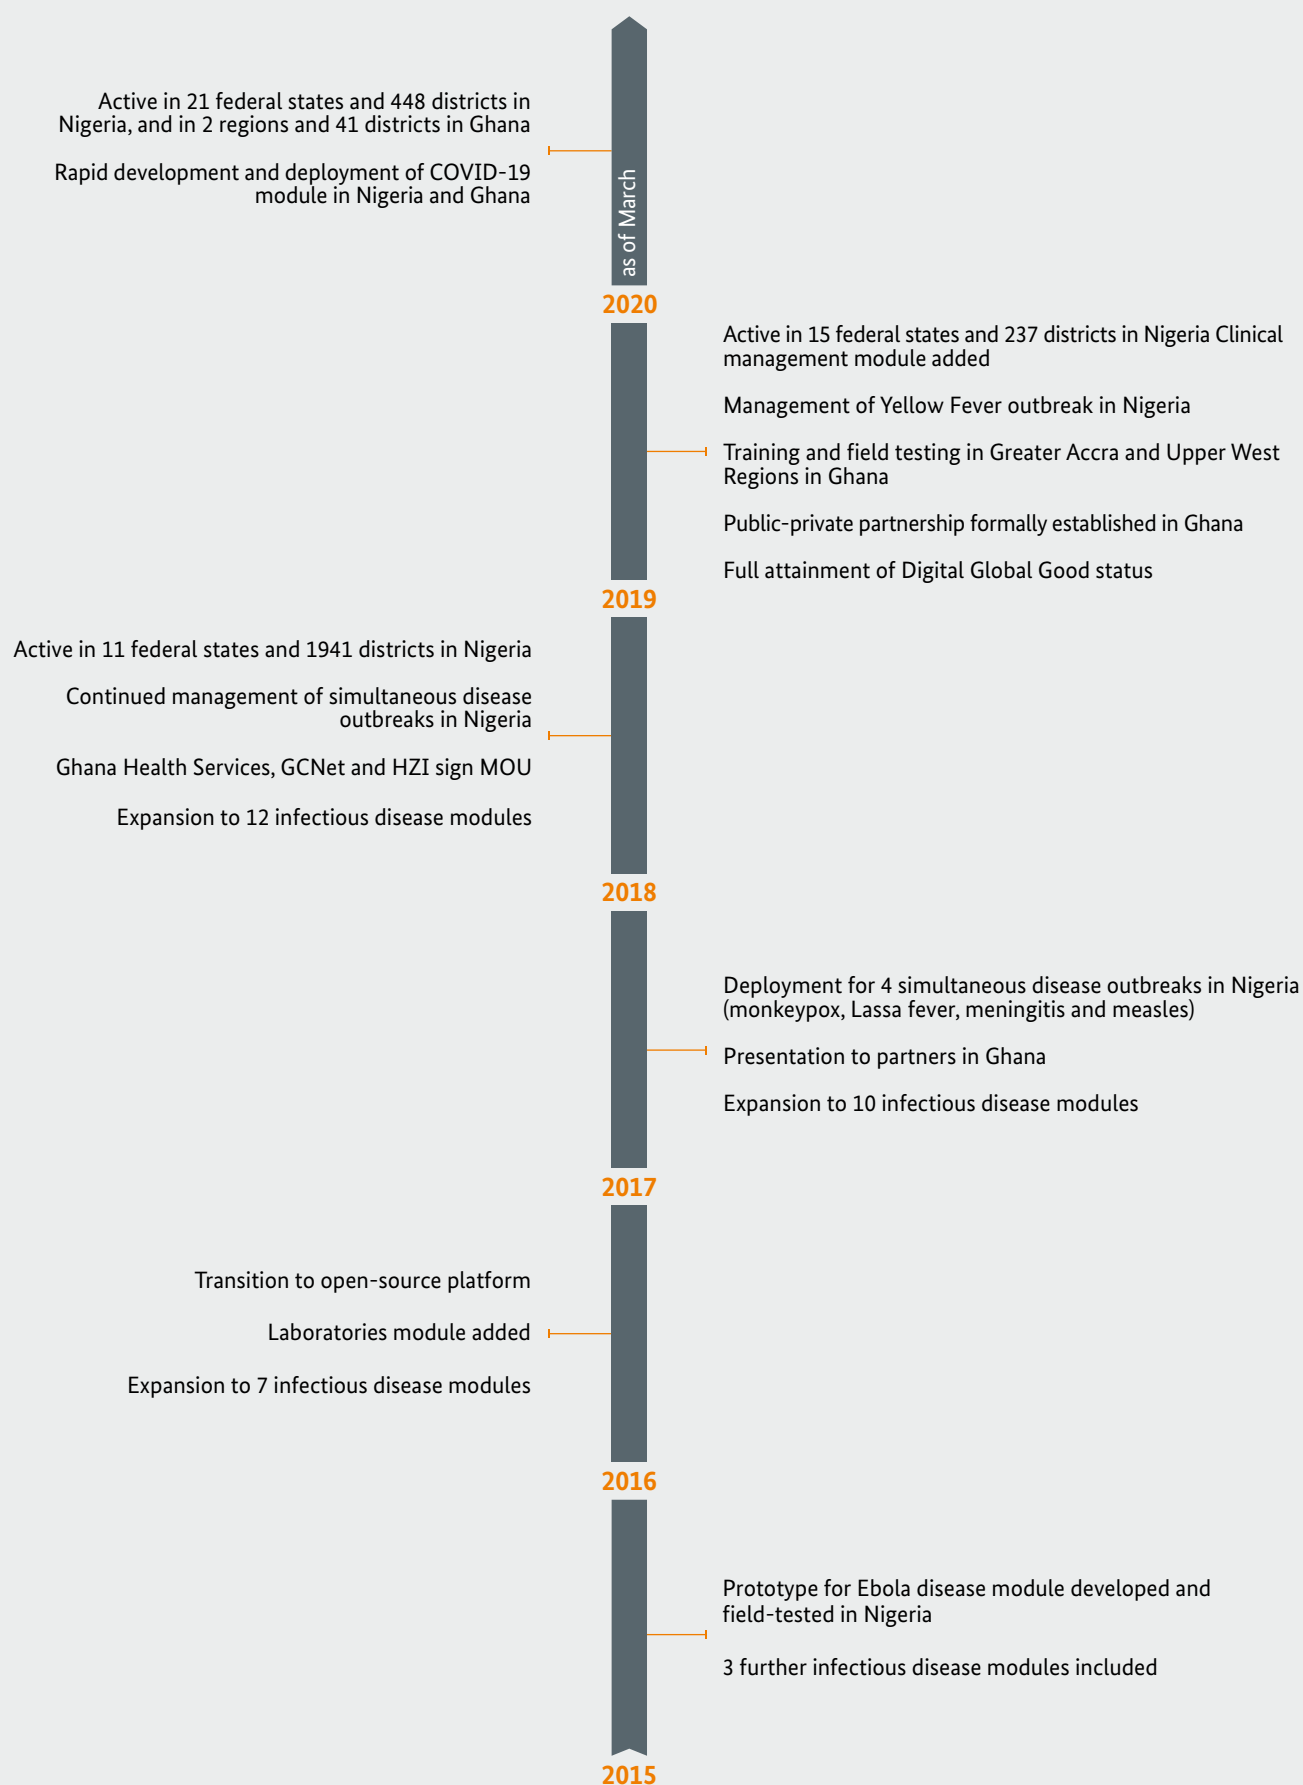 Active in 21 federal states and 448 districts in
Nigeria, and in 2 regions and 41 districts in Ghana
Rapid development and deployment of COVID-19
module in Nigeria and Ghana
as of March
2020
Active in 15 federal states and 237 districts in Nigeria Clinical
management module added
Management of Yellow Fever outbreak in Nigeria
Training and field testing in Greater Accra and Upper West
Regions in Ghana
Public-private partnership formally established in Ghana
Full attainment of Digital Global Good status
2019
Active in 11 federal states and 1941 districts in Nigeria
Continued management of simultaneous disease
outbreaks in Nigeria
Ghana Health Services, GCNet and HZI sign MOU
Expansion to 12 infectious disease modules
2018
Deployment for 4 simultaneous disease outbreaks in Nigeria
(monkeypox, Lassa fever, meningitis and measles)
Presentation to partners in Ghana
Expansion to 10 infectious disease modules
2017
Transition to open-source platform
Laboratories module added
Expansion to 7 infectious disease modules
2016
Prototype for Ebola disease module developed and
field-tested in Nigeria
3 further infectious disease modules included
2015